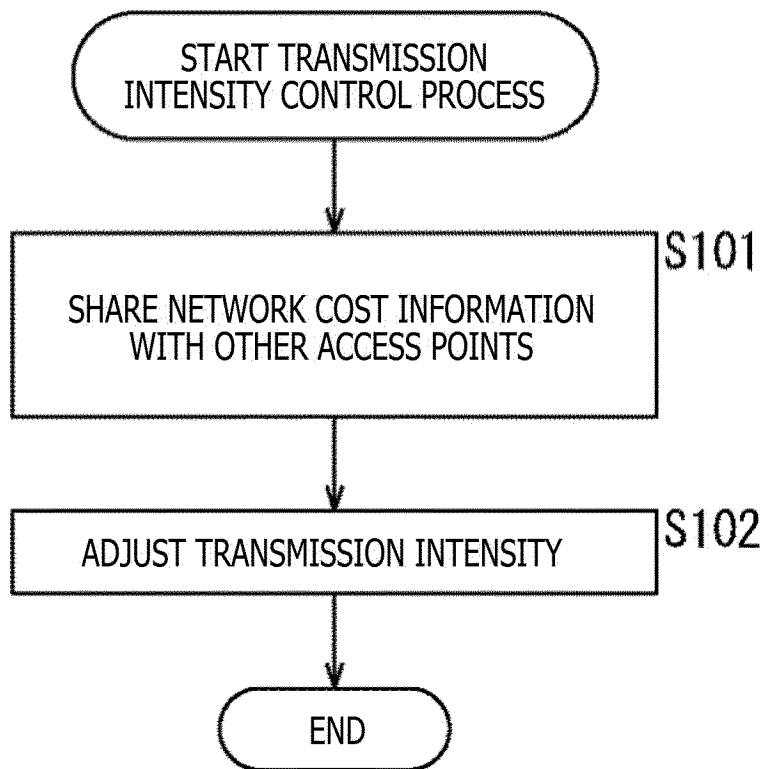 START TRANSMISSION
INTENSITY CONTROL PROCESS
S101
SHARE NETWORK COST INFORMATION
WITH OTHER ACCESS POINTS
S102
ADJUST TRANSMISSION INTENSITY
END